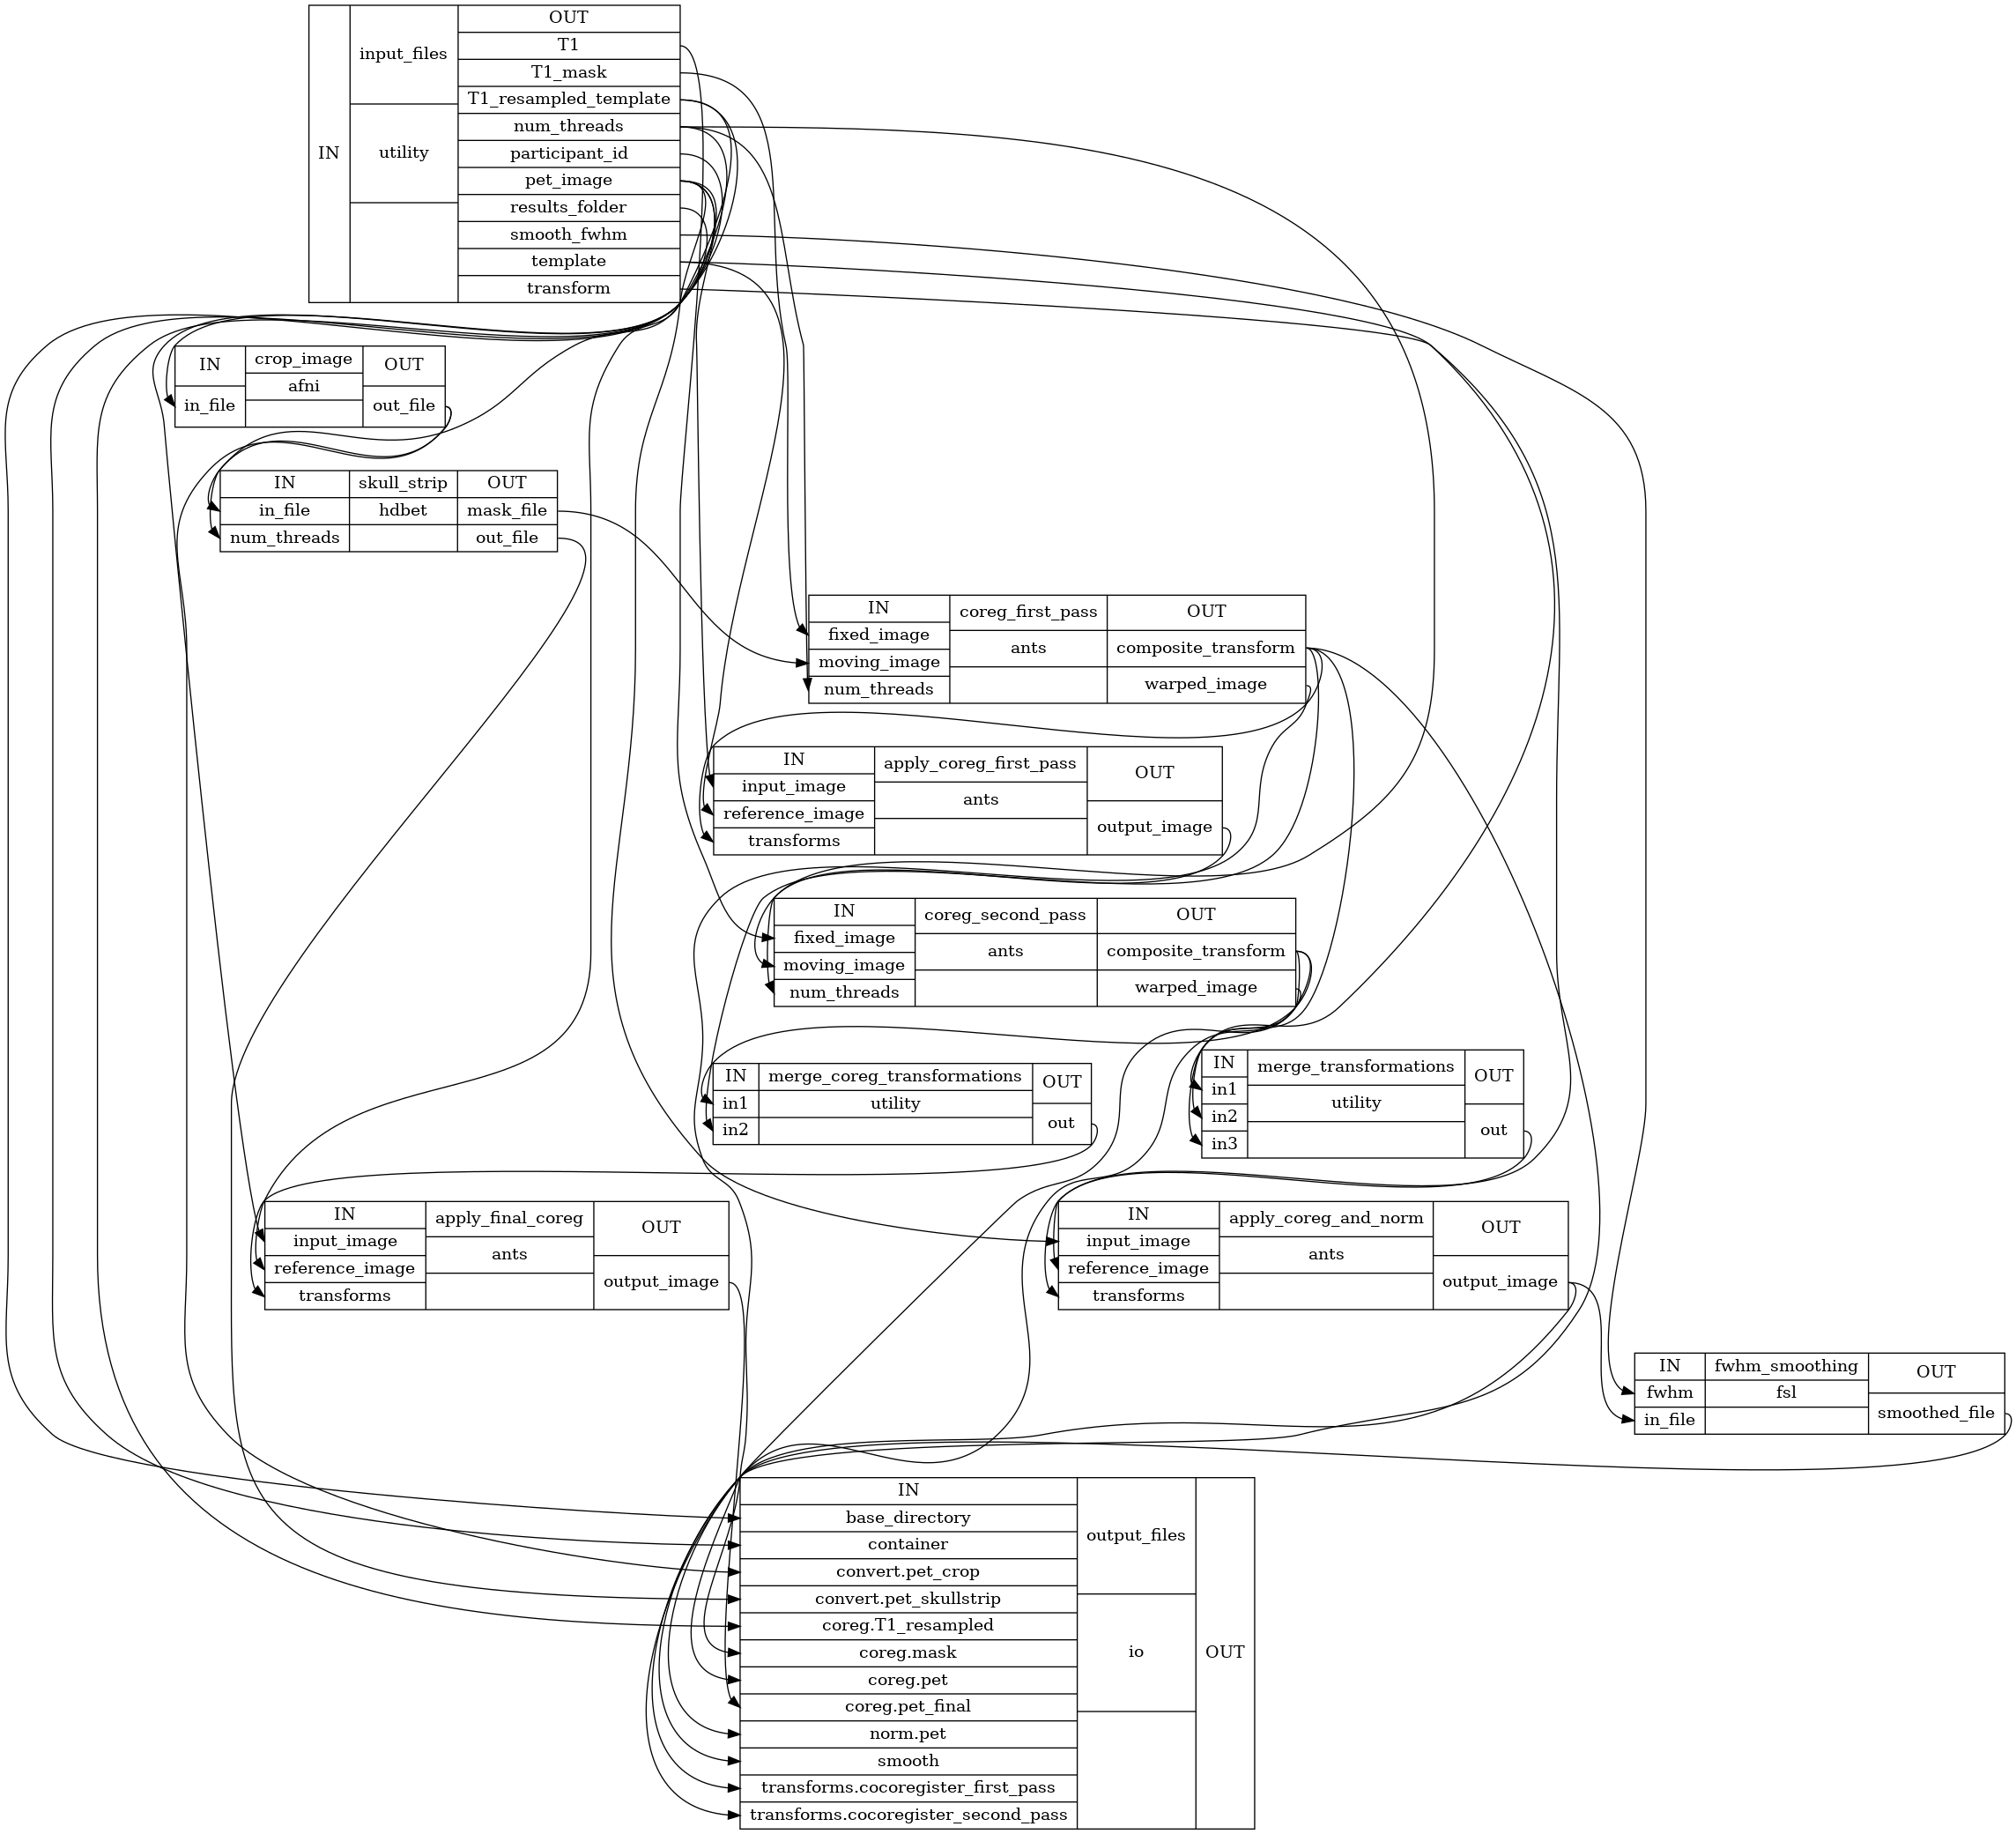 IN
input_files
utility
OUT
T1
T1_mask
T1_resampled_template
num_threads
participant_id
pet_image
results_folder
smooth_fwhm
template
transform
IN
in_file
crop_image
afni
OUT
out_file
IN
in_file
num_threads
skull_strip
hdbet
OUT
mask_file
out_file
IN
fixed_image
moving_image
num_threads
coreg_first_pass
ants
OUT
composite_transform
warped_image
IN
input_image
reference_image
transforms
apply_coreg_first_pass
ants
OUT
output_image
IN
fixed_image
moving_image
num_threads
coreg_second_pass
ants
OUT
composite_transform
warped_image
IN
in1
in2
merge_coreg_transformations
utility
OUT
out
IN
in1
in2
in3
merge_transformations
utility
OUT
out
IN
input_image
reference_image
transforms
apply_final_coreg
ants
OUT
output_image
IN
input_image
reference_image
transforms
apply_coreg_and_norm
ants
OUT
output_image
IN
fwhm
in_file
fwhm_smoothing
fsl
OUT
smoothed_file
IN
base_directory
container
convert.pet_crop
convert.pet_skullstrip
coreg.T1_resampled
coreg.mask
coreg.pet
coreg.pet_final
norm.pet
smooth
transforms.cocoregister_first_pass
transforms.cocoregister_second_pass
output_files
io
OUT